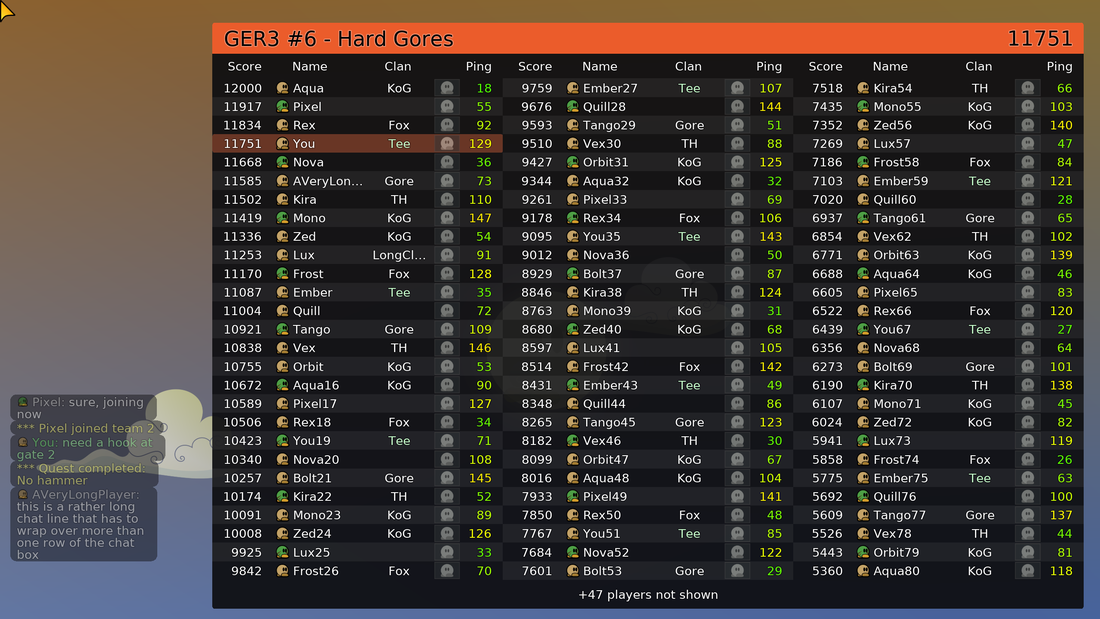 GER3 #6 - Hard Gores 11751
Score Name Clan Ping Score Name Clan Ping Score Name Clan Ping
12000 Aqua KoG 18 9759 Ember27 Tee 107 7518 Kira54 TH 66
11917 Pixel 55 9676 Quill28 144 7435 Mono55 KoG 103
11834 Rex Fox 92 9593 Tango29 Gore 51 7352 Zed56 KoG 140
11751 You Tee 129 9510 Vex30 TH 88 7269 Lux57 47
11668 Nova 36 9427 Orbit31 KoG 125 7186 Frost58 Fox 84
11585 AVeryLon... Gore 73 9344 Aqua32 KoG 32 7103 Ember59 Tee 121
11502 Kira TH 110 9261 Pixel33 69 7020 Quill60 28
11419 Mono KoG 147 9178 Rex34 Fox 106 6937 Tango61 Gore 65
11336 Zed KoG 54 9095 You35 Tee 143 6854 Vex62 TH 102
11253 Lux LongCl... 91 9012 Nova36 50 6771 Orbit63 KoG 139
11170 Frost Fox 128 8929 Bolt37 Gore 87 6688 Aqua64 KoG 46
11087 Ember Tee 35 8846 Kira38 TH 124 6605 Pixel65 83
11004 Quill 72 8763 Mono39 KoG 31 6522 Rex66 Fox 120
10921 Tango Gore 109 8680 Zed40 KoG 68 6439 You67 Tee 27
10838 Vex TH 146 8597 Lux41 105 6356 Nova68 64
10755 Orbit KoG 53 8514 Frost42 Fox 142 6273 Bolt69 Gore 101
10672 Aqua16 KoG 90 8431 Ember43 Tee 49 6190 Kira70 TH 138
10589 Pixel17 127 8348 Quill44 86 6107 Mono71 KoG 45
10506 Rex18 Fox 34 8265 Tango45 Gore 123 6024 Zed72 KoG 82
10423 You19 Tee 71 8182 Vex46 TH 30 5941 Lux73 119
10340 Nova20 108 8099 Orbit47 KoG 67 5858 Frost74 Fox 26
10257 Bolt21 Gore 145 8016 Aqua48 KoG 104 5775 Ember75 Tee 63
10174 Kira22 TH 52 7933 Pixel49 141 5692 Quill76 100
10091 Mono23 KoG 89 7850 Rex50 Fox 48 5609 Tango77 Gore 137
10008 Zed24 KoG 126 7767 You51 Tee 85 5526 Vex78 TH 44
9925 Lux25 33 7684 Nova52 122 5443 Orbit79 KoG 81
9842 Frost26 Fox 70 7601 Bolt53 Gore 29 5360 Aqua80 KoG 118
+47 players not shown
Pixel: sure, joining
now
*** Pixel joined team 2
You: need a hook at
gate 2
*** Quest completed:
No hammer
AVeryLongPlayer:
this is a rather long
chat line that has to
wrap over more than
one row of the chat
box